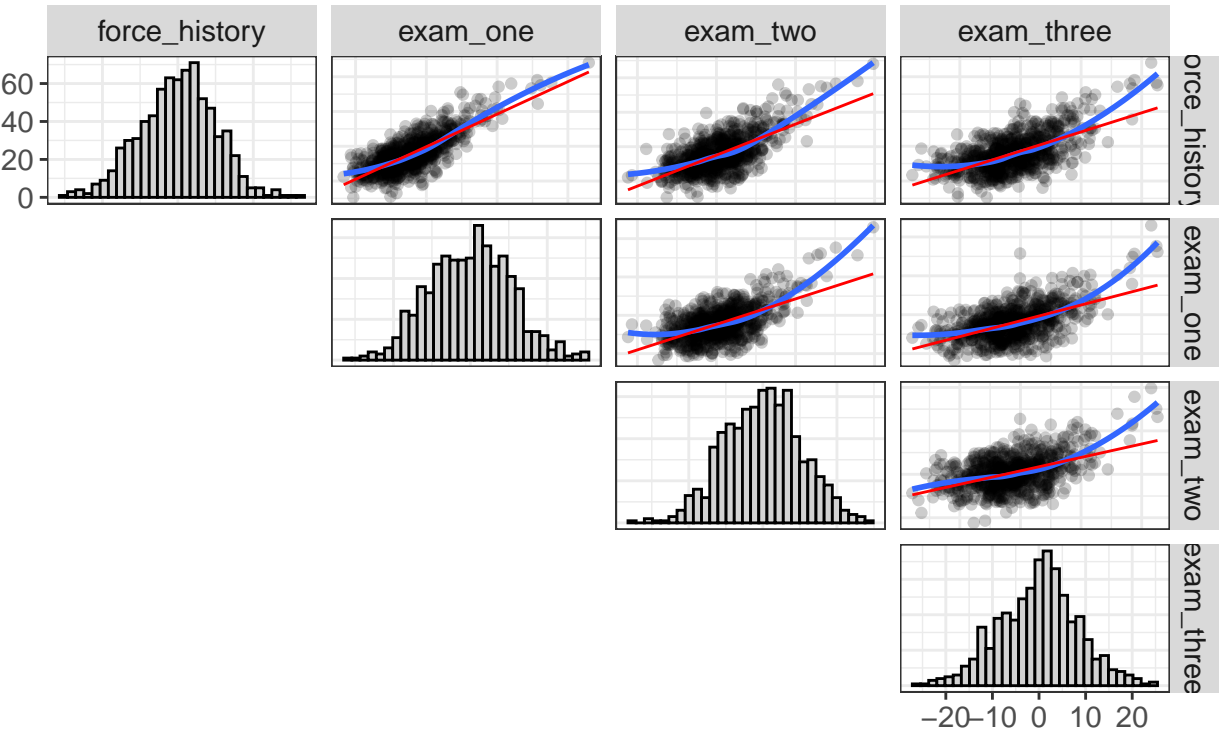 force_history exam_one exam_two exam_three
60
40
20
0
orce_history
exam_one
exam_two
exam_three
−20 −10 0 10 20